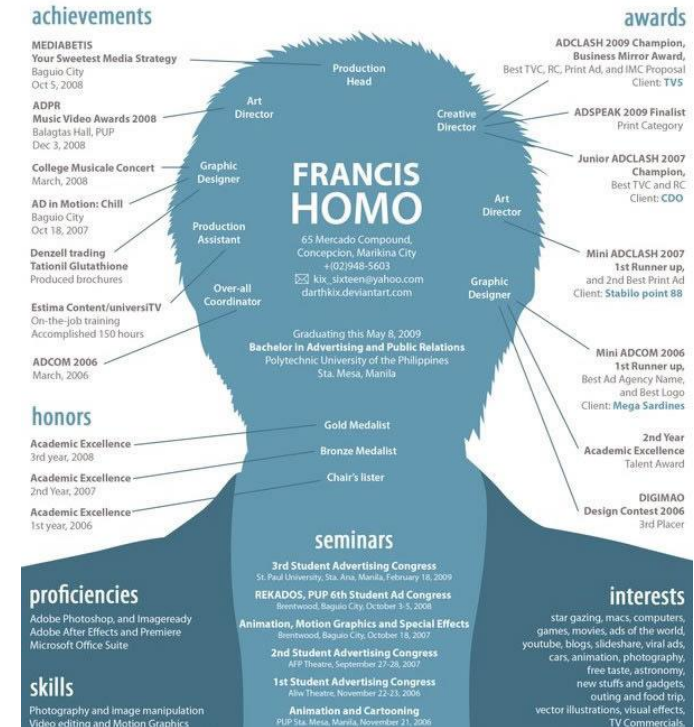 achievements
MEDIABETIS
Your Sweetest Media Strategy
Baguio City
Oct 5, 2008
ADPR
Music Video Awards 2008
Balagtas Hall, PUP
Dec 3, 2008
College Musicale Concert
March, 2008
AD in Motion: Chill
Baguio City
Oct 18, 2007
Denzell trading
Tationil Glutathione
Produced brochures
Estima Content/universiTV
On-the-job training
Accomplished 150 hours
ADCOM 2006
March, 2006
honors
Academic Excellence
3rd year, 2008
Academic Excellence
2nd Year, 2007
Academic Excellence
1st year, 2006
proficiencies
Adobe Photoshop, and Imageready
Adobe After Effects and Premiere
Microsoft Office Suite
skills
Photography and image manipulation
Video editing and Motion Graphics
Production
Head
Art
Director
Creative
Director
Graphic
Designer
Production
Assistant
Over-all
Coordinator
Art
Director
Graphic
Designer
FRANCIS
HOMO
65 Mercado Compound,
Concepcion, Marikina City
+(02)948-5603
kix_sixteen@yahoo.com
darthkix.deviantart.com
Graduating this May 8, 2009
Bachelor in Advertising and Public Relations
Polytechnic University of the Philippines
Sta. Mesa, Manila
Gold Medalist
Bronze Medalist
Chair's lister
seminars
3rd Student Advertising Congress
St. Paul University, Sta. Ana, Manila, February 18, 2009
REKADOS, PUP 6th Student Ad Congress
Brentwood, Baguio City, October 3-5, 2008
Animation, Motion Graphics and Special Effects
Brentwood, Baguio City, October 18, 2007
2nd Student Advertising Congress
AFP Theatre, September 27-28, 2007
1st Student Advertising Congress
Aliw Theatre, November 22-23, 2006
Animation and Cartooning
PUP Sta. Mesa, Manila, November 21, 2006
awards
ADCLASH 2009 Champion,
Business Mirror Award,
Best TVC, RC, Print Ad, and IMC Proposal
Client: TV5
ADSPEAK 2009 Finalist
Print Category
Junior ADCLASH 2007
Champion,
Best TVC and RC
Client: CDO
Mini ADCLASH 2007
1st Runner up,
and 2nd Best Print Ad
Client: Stabilo point 88
Mini ADCOM 2006
1st Runner up,
Best Ad Agency Name,
and Best Logo
Client: Mega Sardines
2nd Year
Academic Excellence
Talent Award
DIGIMAO
Design Contest 2006
3rd Placer
interests
star gazing, macs, computers,
games, movies, ads of the world,
youtube, blogs, slideshare, viral ads,
cars, animation, photography,
free taste, astronomy,
new stuffs and gadgets,
outing and food trip,
vector illustrations, visual effects,
TV Commercials,